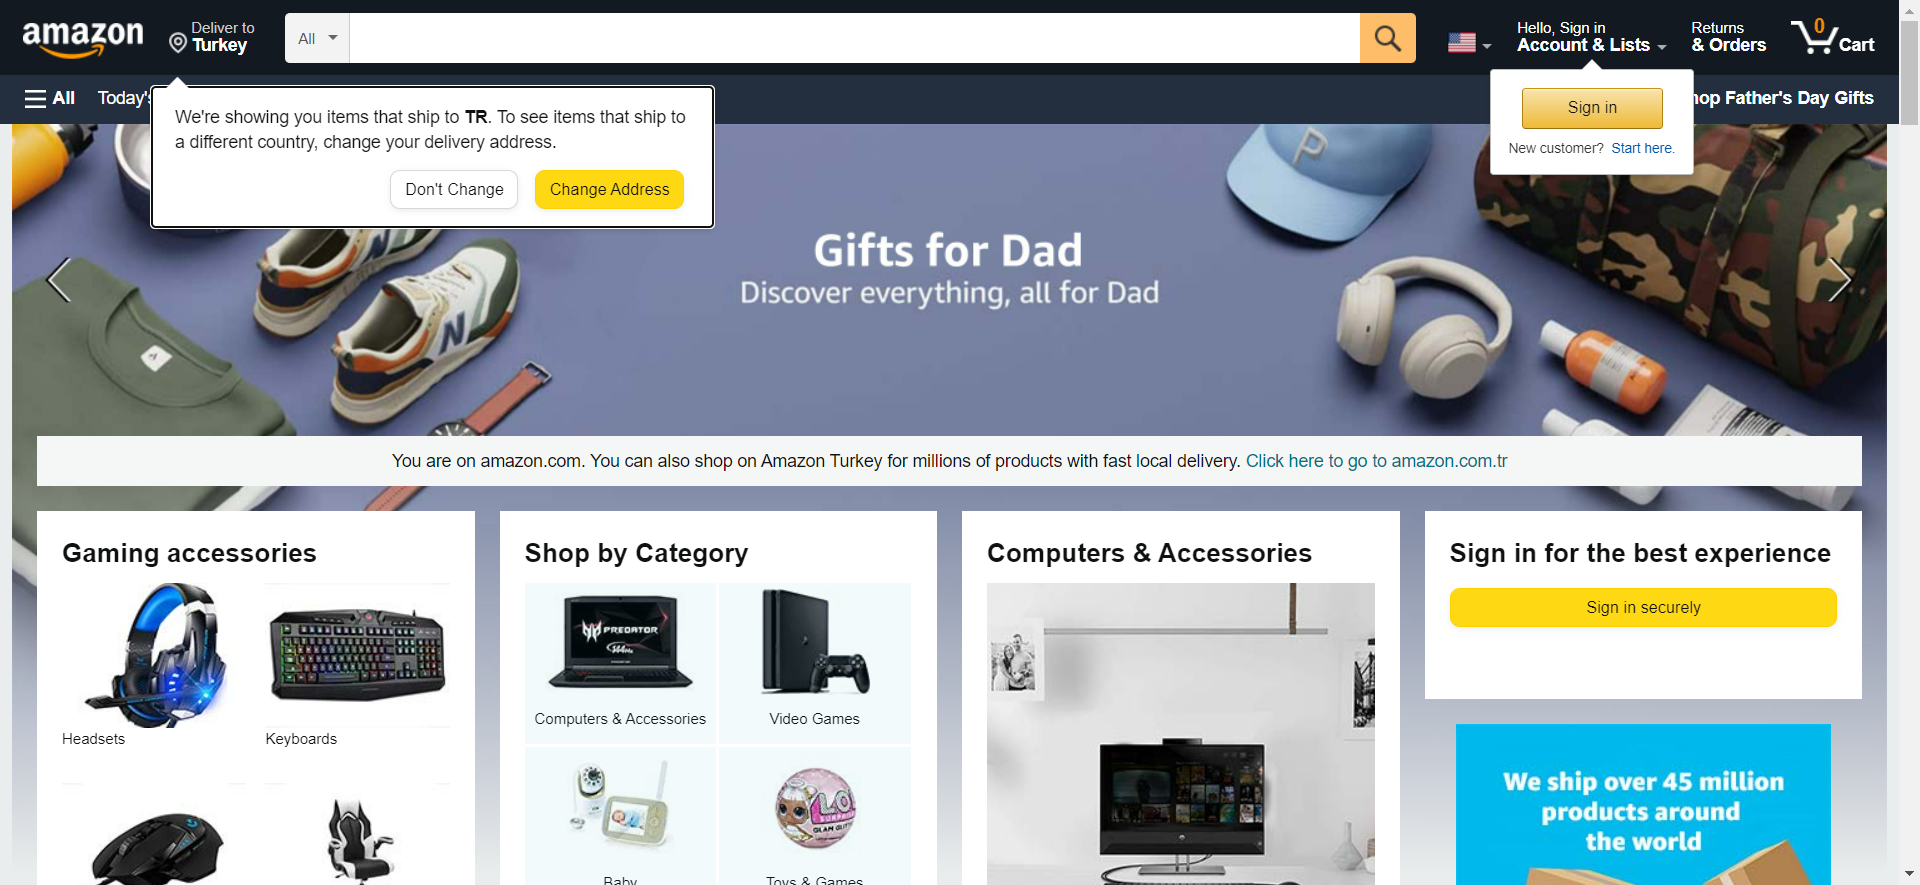 amazon
Deliver to
Turkey
All
Hello, Sign in
Account & Lists
Returns
& Orders
0
Cart
All
Today's
hop Father's Day Gifts
We're showing you items that ship to TR. To see items that ship to
a different country, change your delivery address.
Don't Change
Change Address
Sign in
New customer? Start here.
Gifts for Dad
Discover everything, all for Dad
You are on amazon.com. You can also shop on Amazon Turkey for millions of products with fast local delivery. Click here to go to amazon.com.tr
Gaming accessories
Headsets
Keyboards
Shop by Category
PREDATOR
144Hz
Computers & Accessories
Video Games
L.O.L.
SURPRISE
GLAM GLITTER
Baby
Toys & Games
Computers & Accessories
Sign in for the best experience
Sign in securely
We ship over 45 million
products around
the world